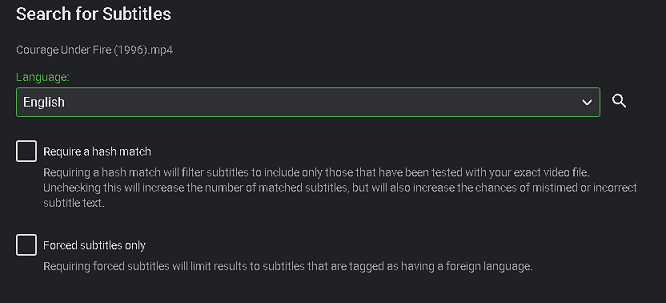 Search for Subtitles
Courage Under Fire (1996).mp4
Language:
English
Require a hash match
Requiring a hash match will filter subtitles to include only those that have been tested with your exact video file.
Unchecking this will increase the number of matched subtitles, but will also increase the chances of mistimed or incorrect
subtitle text.
Forced subtitles only
Requiring forced subtitles will limit results to subtitles that are tagged as having a foreign language.